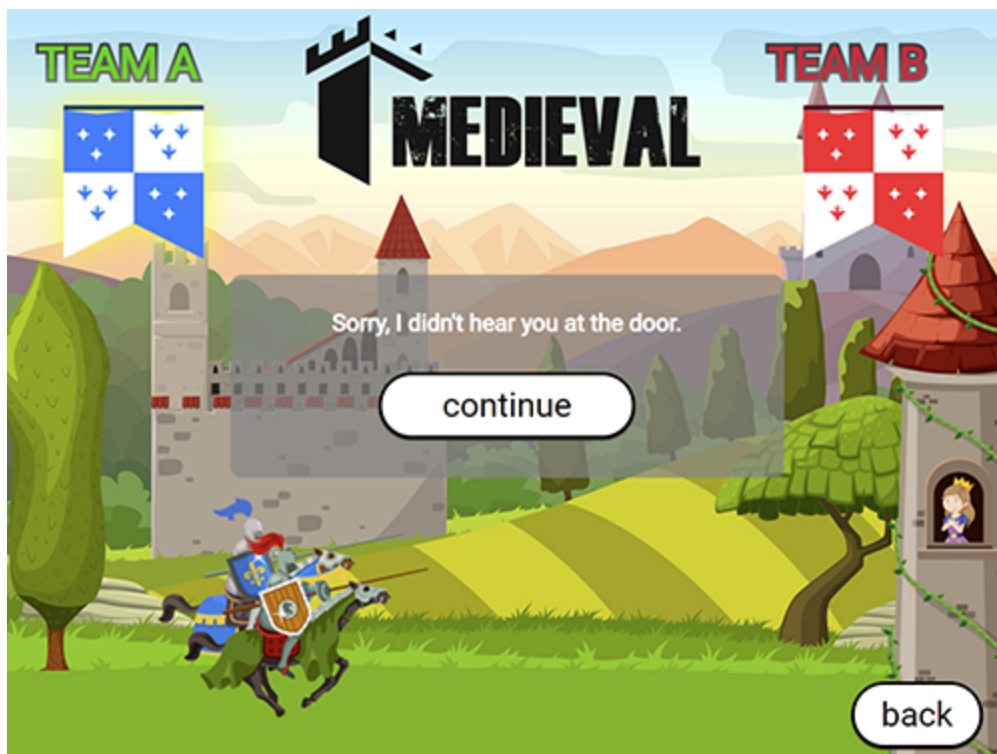 TEAM A
MEDIEVAL
TEAM B
Sorry, I didn't hear you at the door.
continue
back